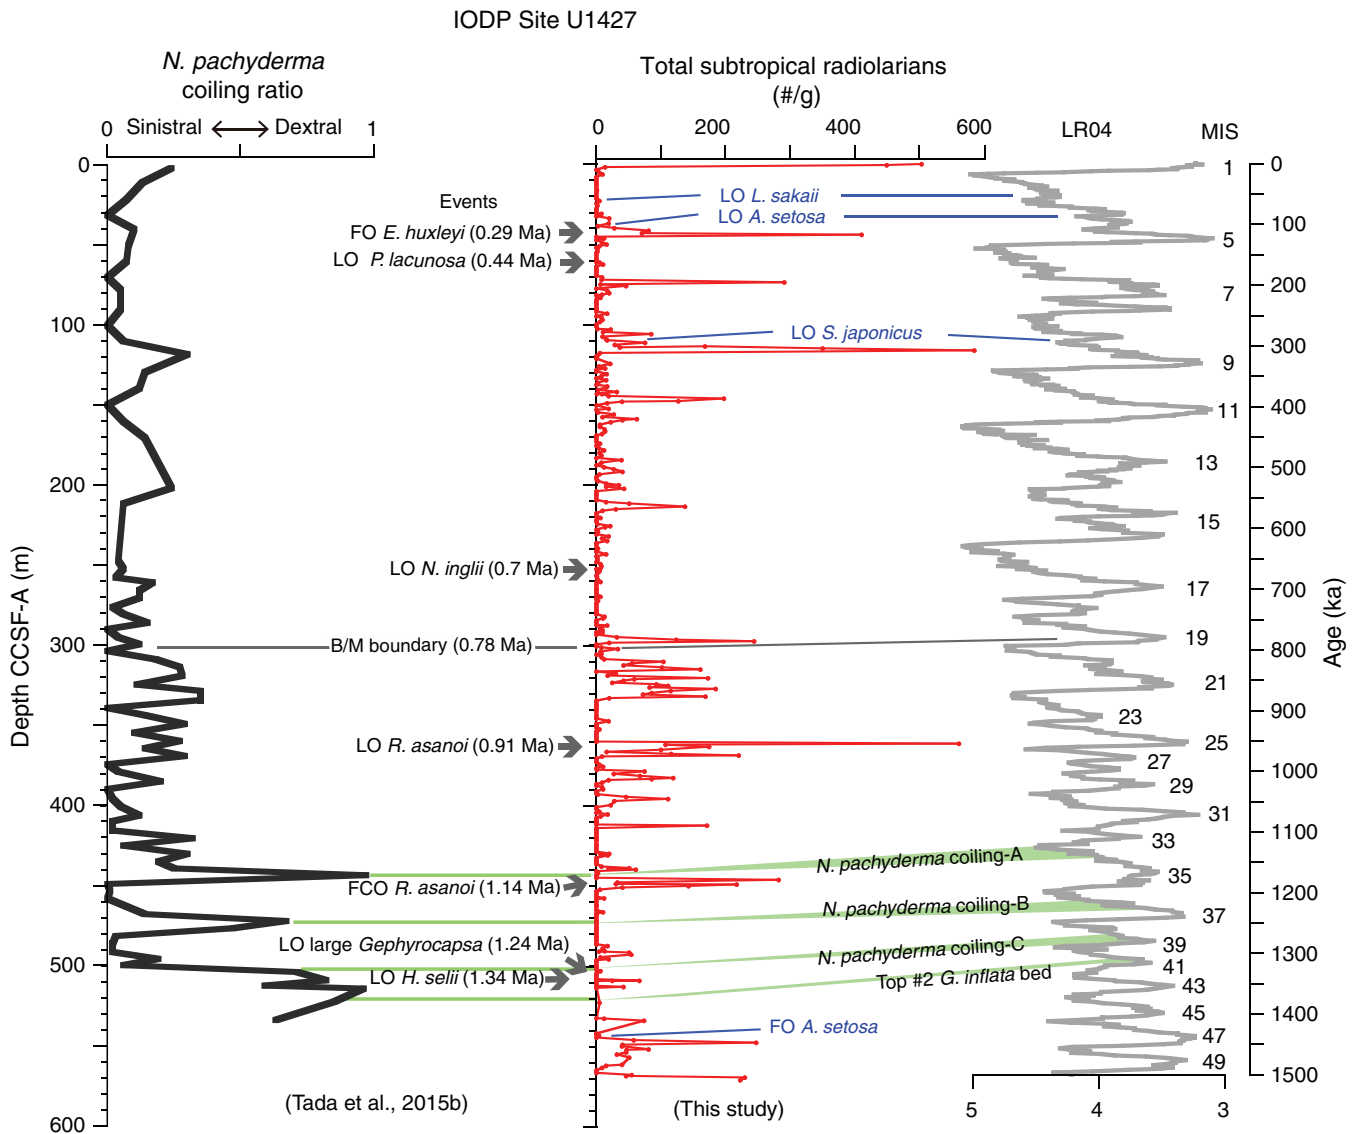 IODP Site U1427
N. pachyderma
coiling ratio
Total subtropical radiolarians
(#/g)
0 Sinistral Dextral 1
0 200 400 600
LR04 MIS
0
100
200
300
400
500
600
Depth CCSF-A (m)
Events
FO E. huxleyi (0.29 Ma)
LO P. lacunosa (0.44 Ma)
LO N. inglii (0.7 Ma)
B/M boundary (0.78 Ma)
LO R. asanoi (0.91 Ma)
FCO R. asanoi (1.14 Ma)
LO large Gephyrocapsa (1.24 Ma)
LO H. selii (1.34 Ma)
LO L. sakaii
LO A. setosa
LO S. japonicus
N. pachyderma coiling-A
N. pachyderma coiling-B
N. pachyderma coiling-C
Top #2 G. inflata bed
FO A. setosa
1
5
7
9
11
13
15
17
19
21
23
25
27
29
31
33
35
37
39
41
43
45
47
49
0
100
200
300
400
500
600
700
800
900
1000
1100
1200
1300
1400
1500
Age (ka)
5 4 3
(Tada et al., 2015b)
(This study)